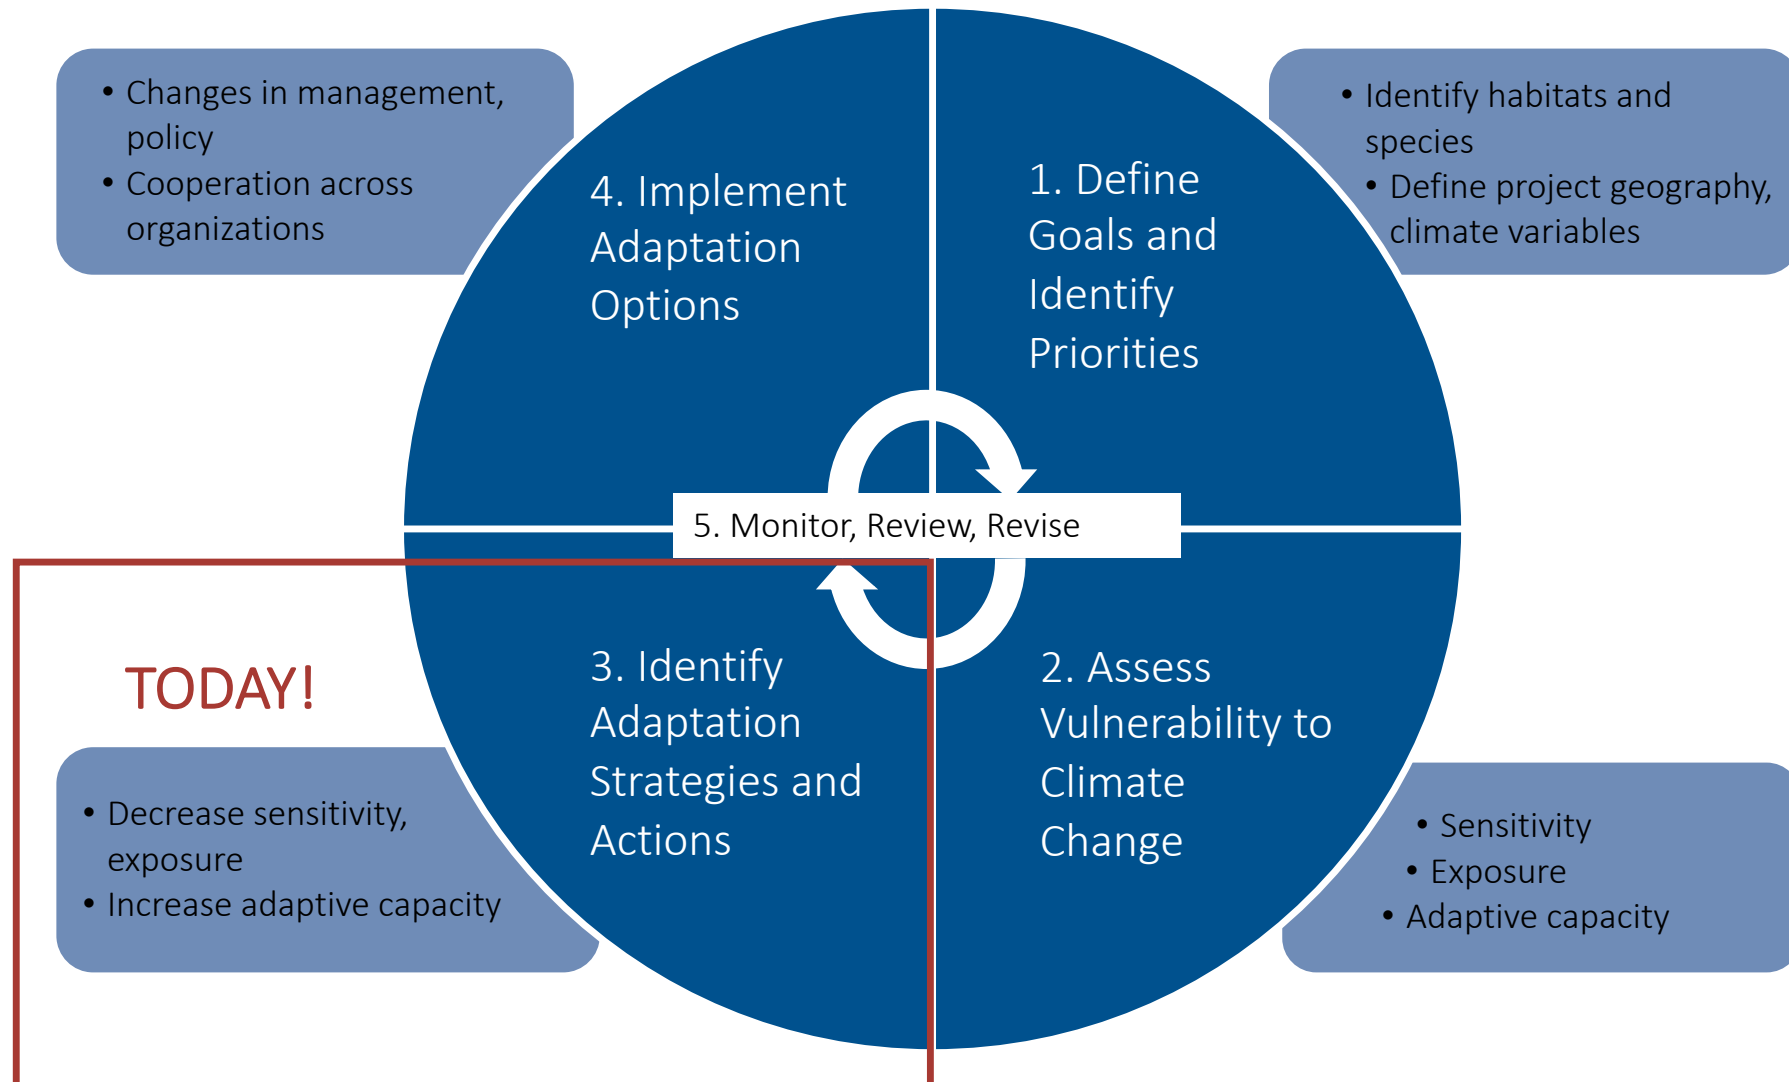 • Changes in management,
policy
• Cooperation across
organizations
4. Implement
Adaptation
Options
1. Define
Goals and
Identify
Priorities
• Identify habitats and
species
• Define project geography,
climate variables
5. Monitor, Review, Revise
TODAY!
• Decrease sensitivity,
exposure
• Increase adaptive capacity
3. Identify
Adaptation
Strategies and
Actions
2. Assess
Vulnerability to
Climate
Change
• Sensitivity
• Exposure
• Adaptive capacity